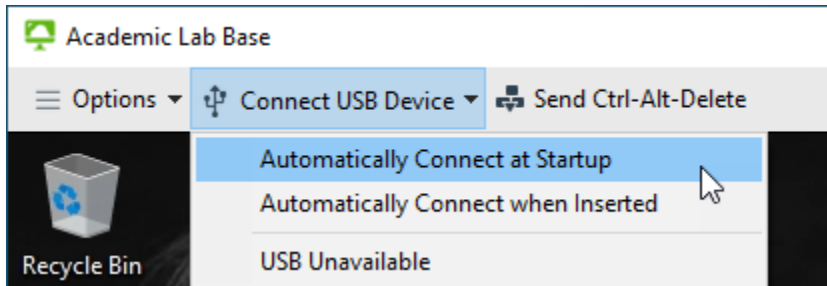 Academic Lab Base
Options Connect USB Device Send Ctrl-Alt-Delete
Automatically Connect at Startup
Automatically Connect when Inserted
USB Unavailable
Recycle Bin